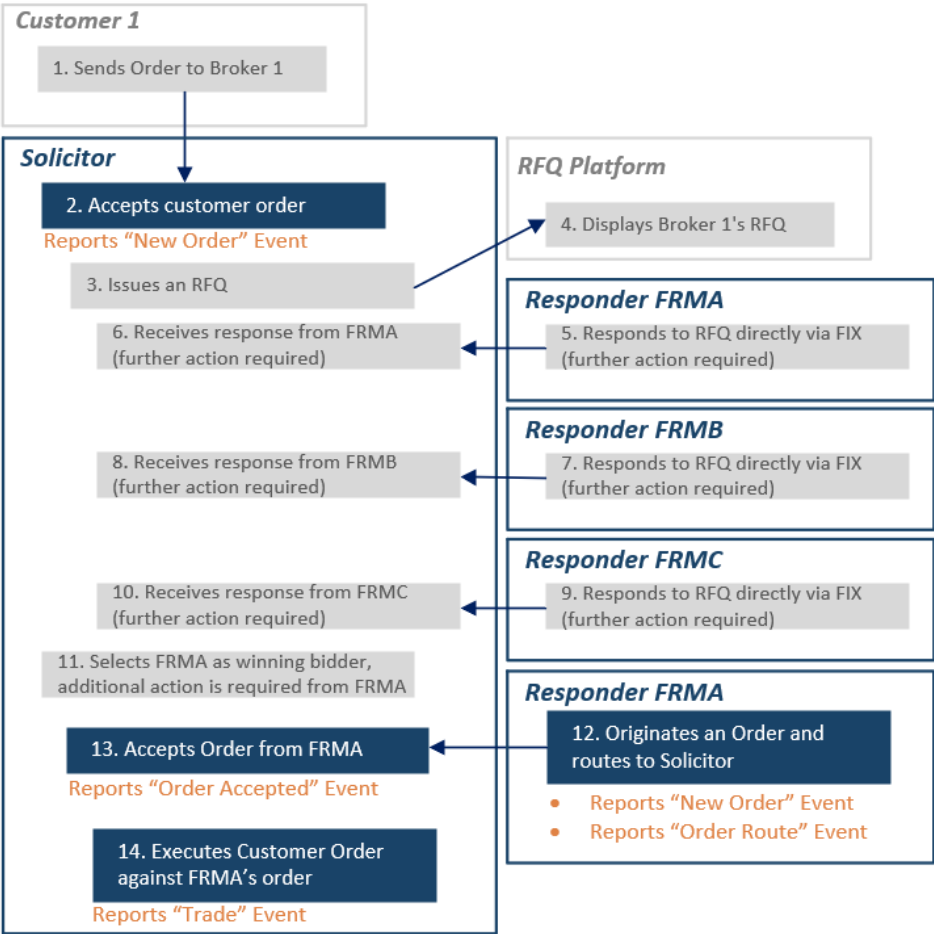 Customer 1
1. Sends Order to Broker 1
Solicitor
2. Accepts customer order
Reports “New Order” Event
3. Issues an RFQ
RFQ Platform
4. Displays Broker 1's RFQ
Responder FRMA
5. Responds to RFQ directly via FIX
(further action required)
6. Receives response from FRMA
(further action required)
Responder FRMB
7. Responds to RFQ directly via FIX
(further action required)
8. Receives response from FRMB
(further action required)
Responder FRMC
9. Responds to RFQ directly via FIX
(further action required)
10. Receives response from FRMC
(further action required)
11. Selects FRMA as winning bidder,
additional action is required from FRMA
Responder FRMA
12. Originates an Order and
routes to Solicitor
• Reports “New Order” Event
• Reports “Order Route” Event
13. Accepts Order from FRMA
Reports “Order Accepted” Event
14. Executes Customer Order
against FRMA’s order
Reports “Trade” Event